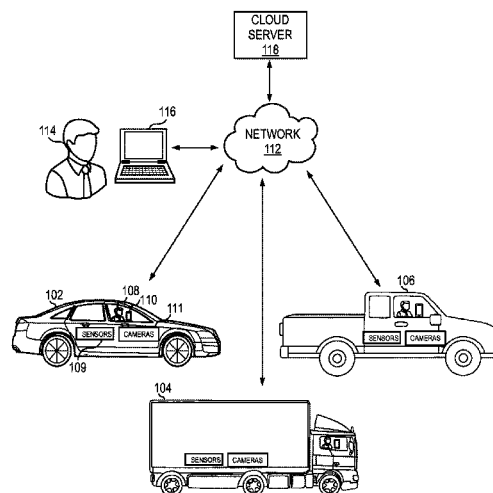 CLOUD
SERVER
118
116
114
NETWORK
112
102
108
110
111
SENSORS
CAMERAS
109
106
SENSORS
CAMERAS
104
SENSORS
CAMERAS